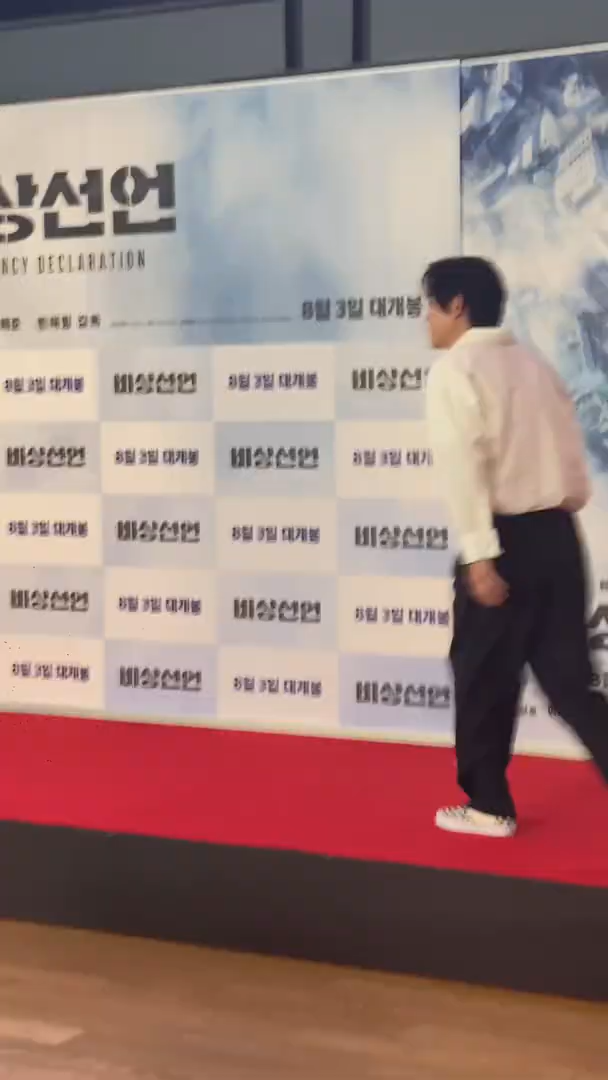 상선언
NCY DECLARATION
8월 3일 대개봉
8월 3일 대개봉 비상선언 8월 3일 대개봉 비상선
비상선언 8월 3일 대개봉 비상선언 8월 3일 대개
8월 3일 대개봉 비상선언 8월 3일 대개봉 비상선언
비상선언 8월 3일 대개봉 비상선언 8월 3일 대개봉
8월 3일 대개봉 비상선언 8월 3일 대개봉 비상선언